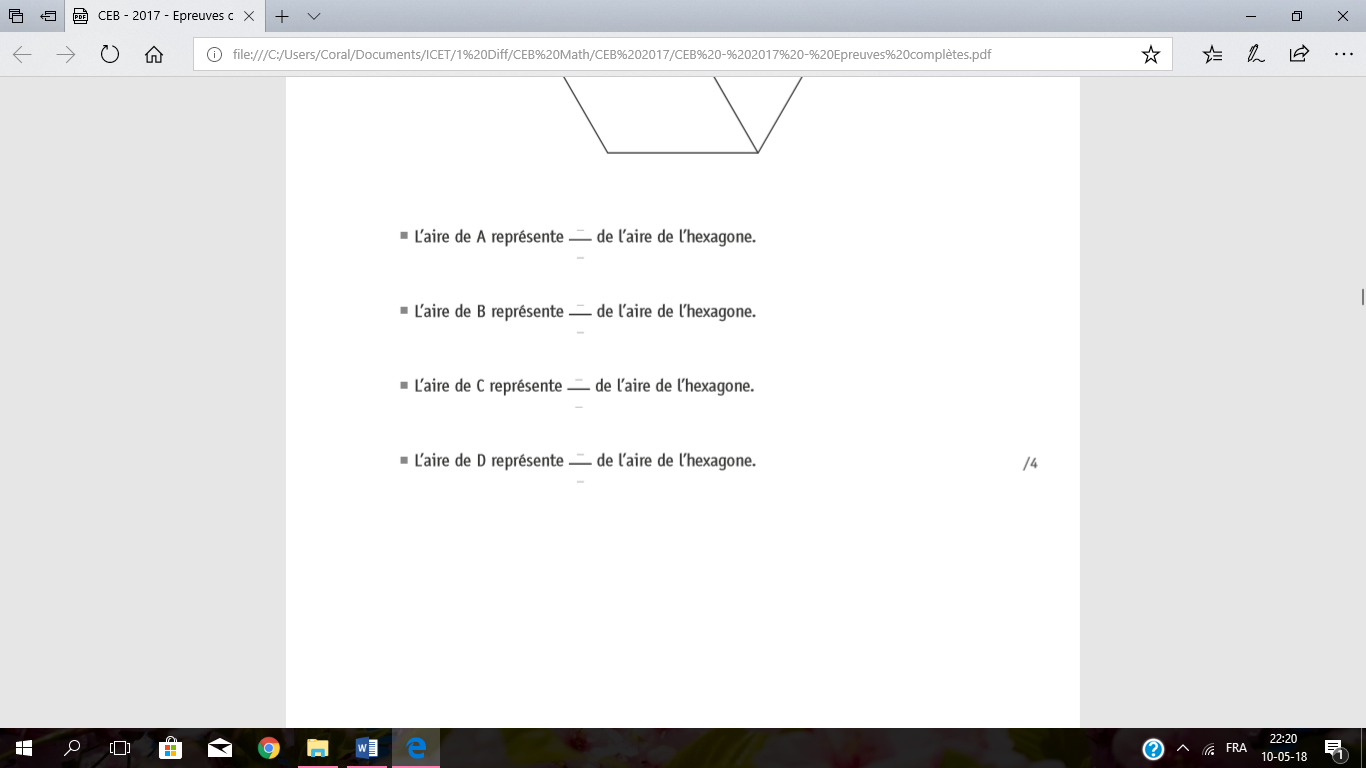 CEB - 2017 - Epreuves c
file:///C:/Users/Coral/Documents/ICET/1%20Diff/CEB%20Math/CEB%202017/CEB%20-%202017%20-%20Epreuves%20complètes.pdf
L’aire de A représente — de l’aire de l’hexagone.
L’aire de B représente — de l’aire de l’hexagone.
L’aire de C représente — de l’aire de l’hexagone.
L’aire de D représente — de l’aire de l’hexagone.
/4
FRA
22:20
10-05-18
1